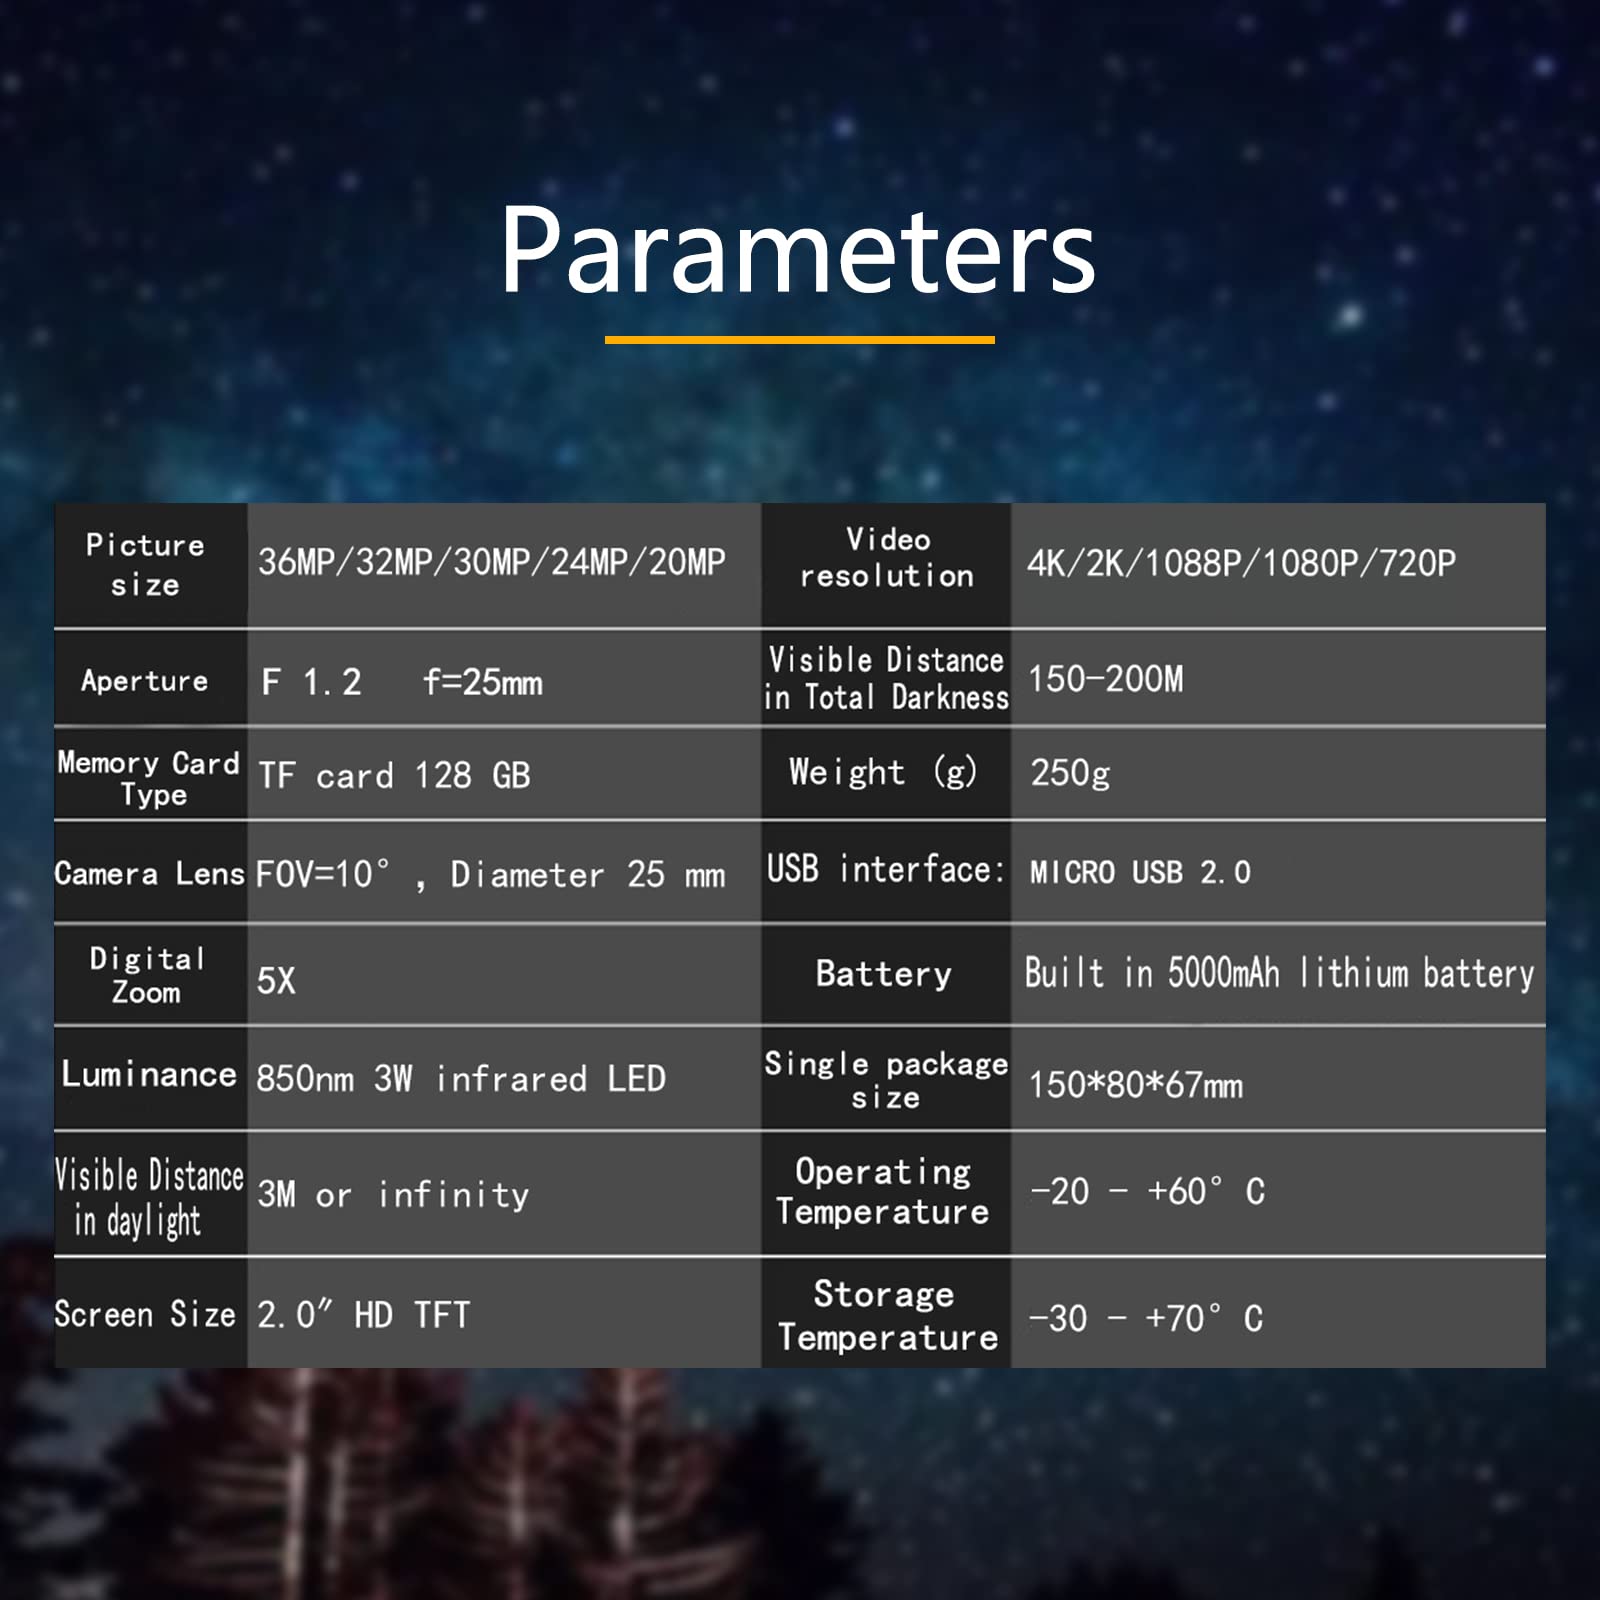 Parameters
Picture
size
36MP/32MP/30MP/24MP/20MP
Video
resolution
4K/2K/1088P/1080P/720P
Aperture
F 1.2 f=25mm
Visible Distance
in Total Darkness
150-200M
Memory Card
Type
TF card 128 GB
Weight (g)
250g
Camera Lens
FOV=10° , Diameter 25 mm
USB interface:
MICRO USB 2.0
Digital
Zoom
5X
Battery
Built in 5000mAh lithium battery
Luminance
850nm 3W infrared LED
Single package
size
150*80*67mm
Visible Distance
in daylight
3M or infinity
Operating
Temperature
-20 - +60° C
Screen Size
2.0" HD TFT
Storage
Temperature
-30 - +70° C